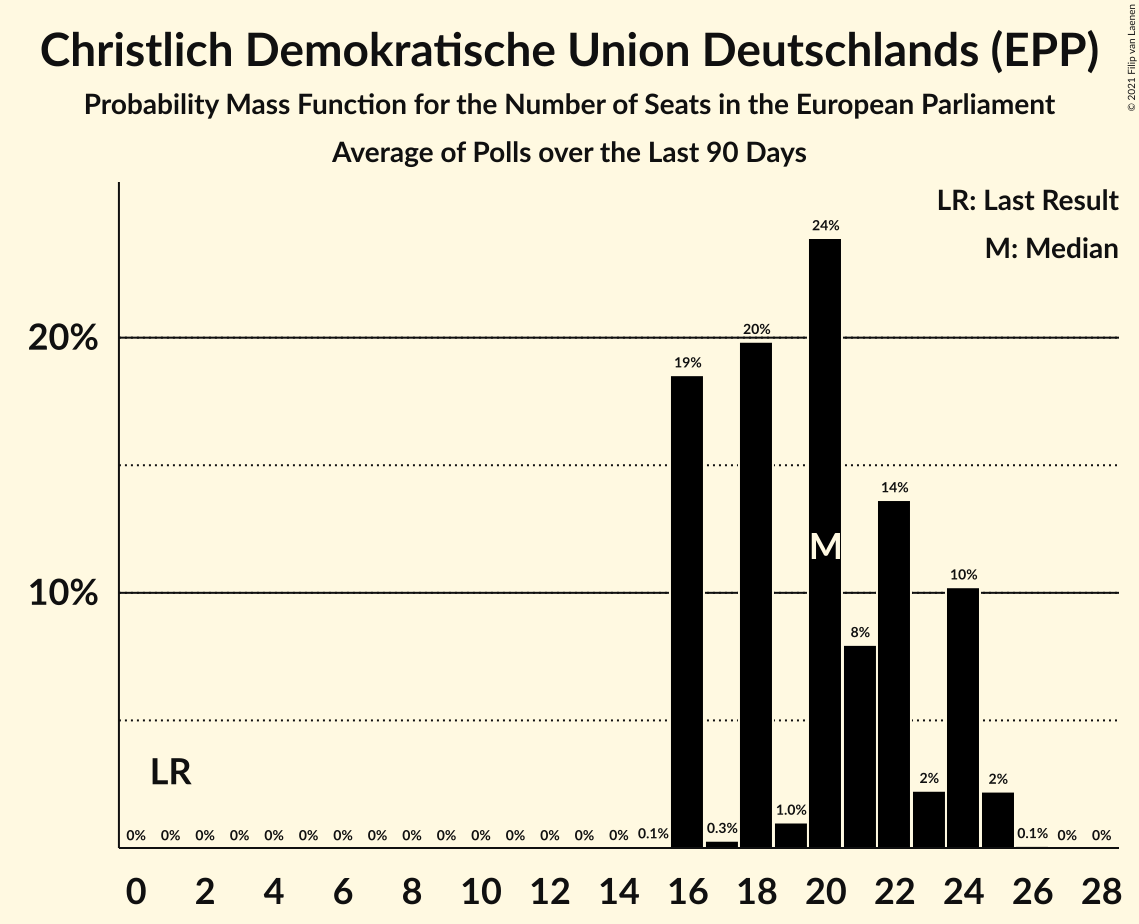 Christlich Demokratische Union Deutschlands (EPP)
Probability Mass Function for the Number of Seats in the European Parliament
Average of Polls over the Last 90 Days
© 2021 Filip van Laenen
LR: Last Result
M: Median
24%
20%
20%
19%
14%
M
10%
10%
8%
LR
2%
2%
1.0%
0.3%
0% 0% 0% 0% 0% 0% 0% 0% 0% 0% 0% 0% 0% 0% 0% 0.1% 0.1% 0% 0%
0 2 4 6 8 10 12 14 16 18 20 22 24 26 28